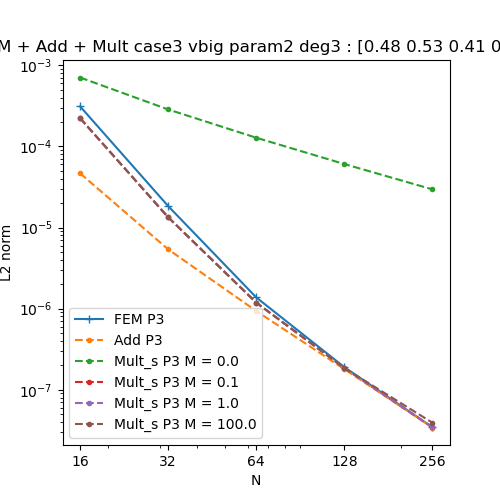 M + Add + Mult case3 vbig param2 deg3 : [0.48 0.53 0.41 0
10⁻³
10⁻⁴
10⁻⁵
10⁻⁶
10⁻⁷
L2 norm
FEM P3
Add P3
Mult_s P3 M = 0.0
Mult_s P3 M = 0.1
Mult_s P3 M = 1.0
Mult_s P3 M = 100.0
16 32 64 128 256
N